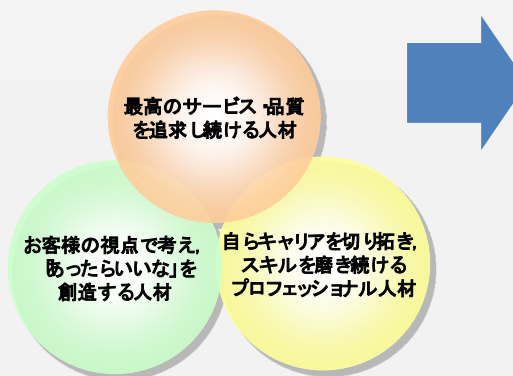 最高のサービス・品質
を追求し続ける人材
お客様の視点で考え,
「あったらいいな」を
創造する人材
自らキャリアを切り拓き,
スキルを磨き続ける
プロフェッショナル人材